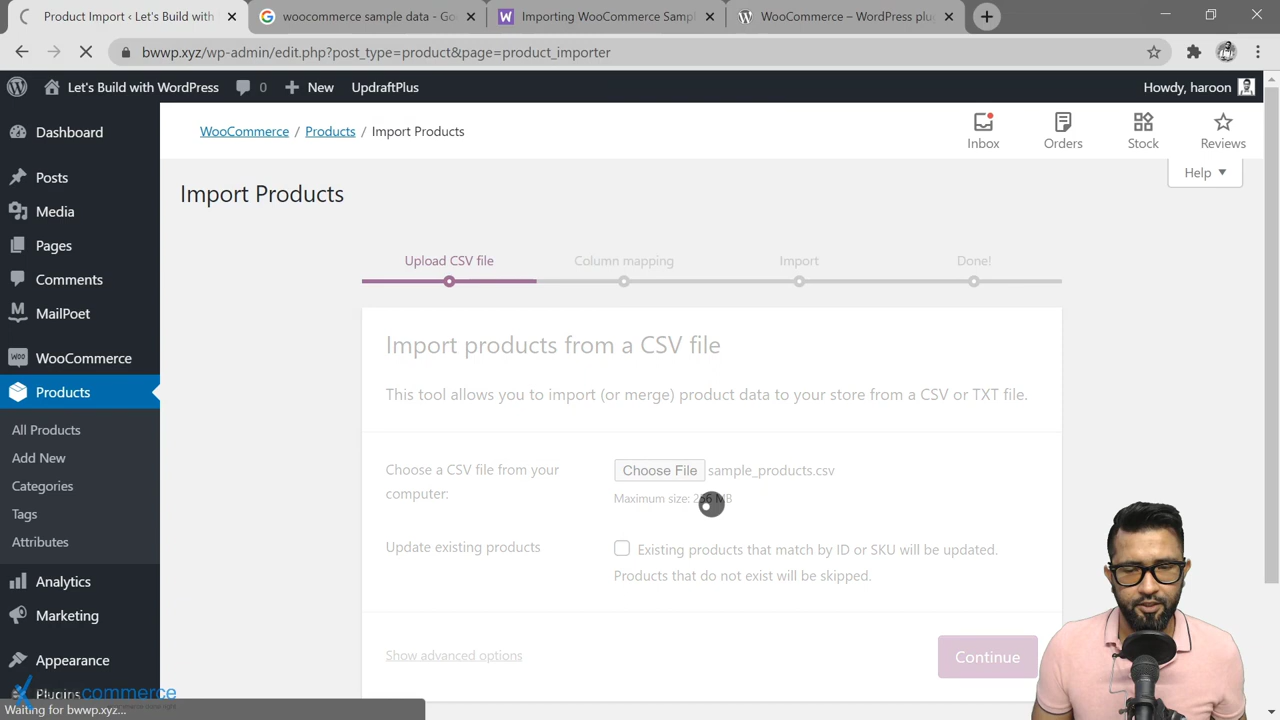 Product Import ‹ Let's Build with
woocommerce sample data - Go
Importing WooCommerce Sampl
WooCommerce – WordPress plu
bwwp.xyz/wp-admin/edit.php?post_type=product&page=product_importer
Let's Build with WordPress
0
New
UpdraftPlus
Howdy, haroon
Dashboard
Posts
Media
Pages
Comments
MailPoet
WooCommerce
Products
All Products
Add New
Categories
Tags
Attributes
Analytics
Marketing
Appearance
Plugins
WooCommerce / Products / Import Products
Inbox
Orders
Stock
Reviews
Help
Import Products
Upload CSV file
Column mapping
Import
Done!
Import products from a CSV file
This tool allows you to import (or merge) product data to your store from a CSV or TXT file.
Choose a CSV file from your
computer:
Choose File sample_products.csv
Maximum size: 256 MB
Update existing products
Existing products that match by ID or SKU will be updated.
Products that do not exist will be skipped.
Show advanced options
Continue
Waiting for bwwp.xyz...